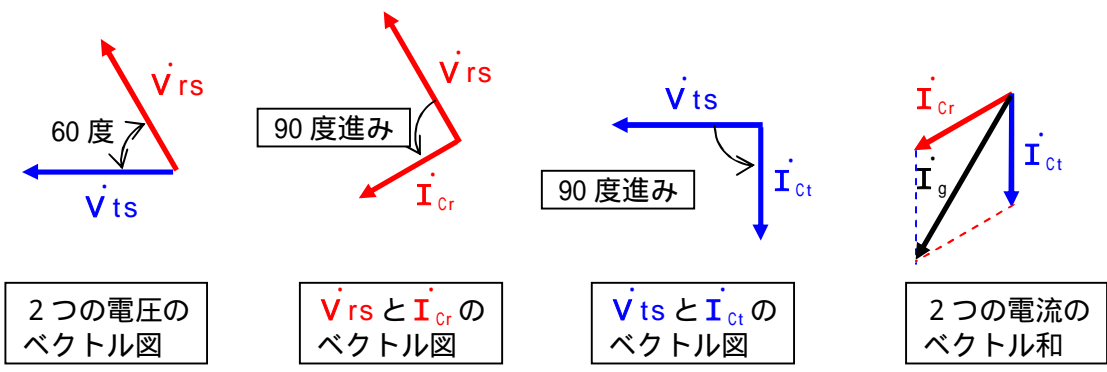 V̇rs
60 度
V̇ts
V̇rs
90 度進み
İCr
V̇ts
90 度進み
İCt
İCr
İCt
İg
2 つの電圧の
ベクトル図
V̇rs と İCr の
ベクトル図
V̇ts と İCt の
ベクトル図
2 つの電流の
ベクトル和